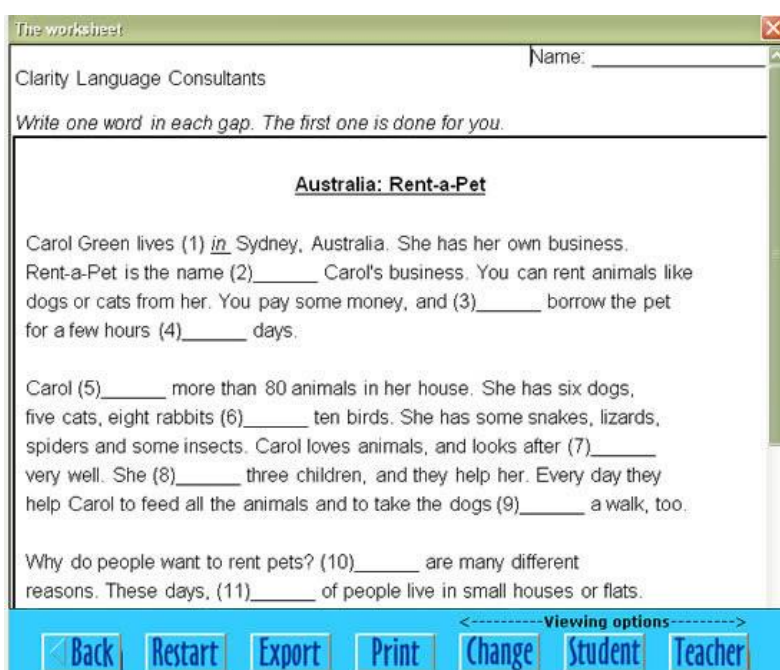 The worksheet
Name: ____________________
Clarity Language Consultants
Write one word in each gap. The first one is done for you.
Australia: Rent-a-Pet
Carol Green lives (1) in Sydney, Australia. She has her own business.
Rent-a-Pet is the name (2)______ Carol's business. You can rent animals like
dogs or cats from her. You pay some money, and (3)______ borrow the pet
for a few hours (4)______ days.
Carol (5)______ more than 80 animals in her house. She has six dogs,
five cats, eight rabbits (6)______ ten birds. She has some snakes, lizards,
spiders and some insects. Carol loves animals, and looks after (7)______
very well. She (8)______ three children, and they help her. Every day they
help Carol to feed all the animals and to take the dogs (9)______ a walk, too.
Why do people want to rent pets? (10)______ are many different
reasons. These days, (11)______ of people live in small houses or flats.
<----------Viewing options--------->
Back Restart Export Print Change Student Teacher